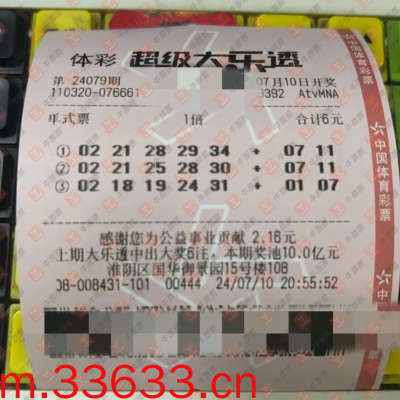 体彩 超级大乐透
第 24079期 07月10日开奖
110320-076661 3392 AtvMNA
单式票 1倍 合计6元
① 02 21 28 29 34 + 07 11
② 02 21 25 28 30 + 07 11
③ 02 18 19 24 31 + 01 07
感谢您为公益事业贡献 2.16元
上期大乐透中出大奖6注，本期奖池10.0亿元
淮阴区国华御景园15号楼108
08-008431-101 00444 24/07/10 20:55:52
中国体育彩票
中国体育彩票
m.33633.cn